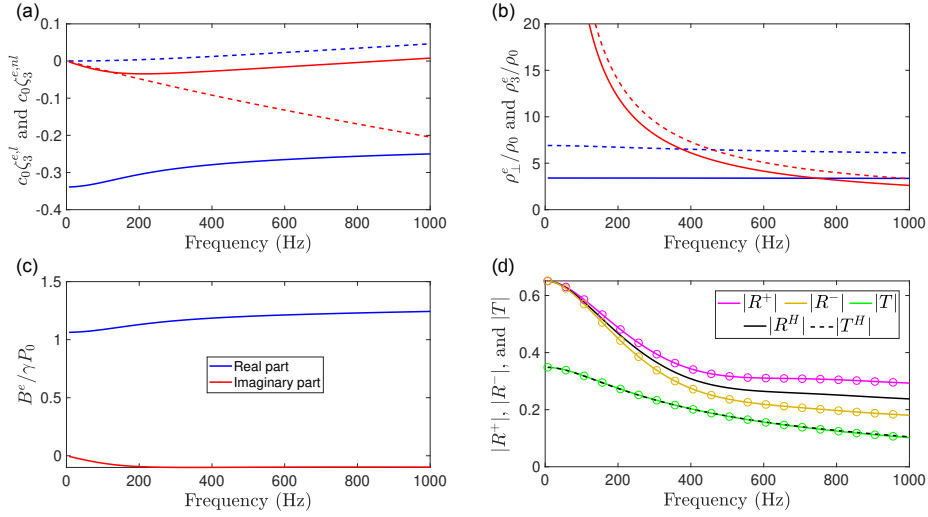 (a)
0.1
0
-0.1
-0.2
-0.3
-0.4
0 200 400 600 800 1000
Frequency (Hz)
c₀ζ₃^{e,l} and c₀ζ₃^{e,nl}
(b)
20
15
10
5
0
0 200 400 600 800 1000
Frequency (Hz)
ρ⊥^e/ρ₀ and ρ₃^e/ρ₀
(c)
1.5
1
0.5
0
0 200 400 600 800 1000
Frequency (Hz)
B^e/γP₀
Real part
Imaginary part
(d)
0.6
0.4
0.2
0
0 200 400 600 800 1000
Frequency (Hz)
|R⁺|, |R⁻|, and |T|
|R⁺| |R⁻| |T|
|R^H| |T^H|